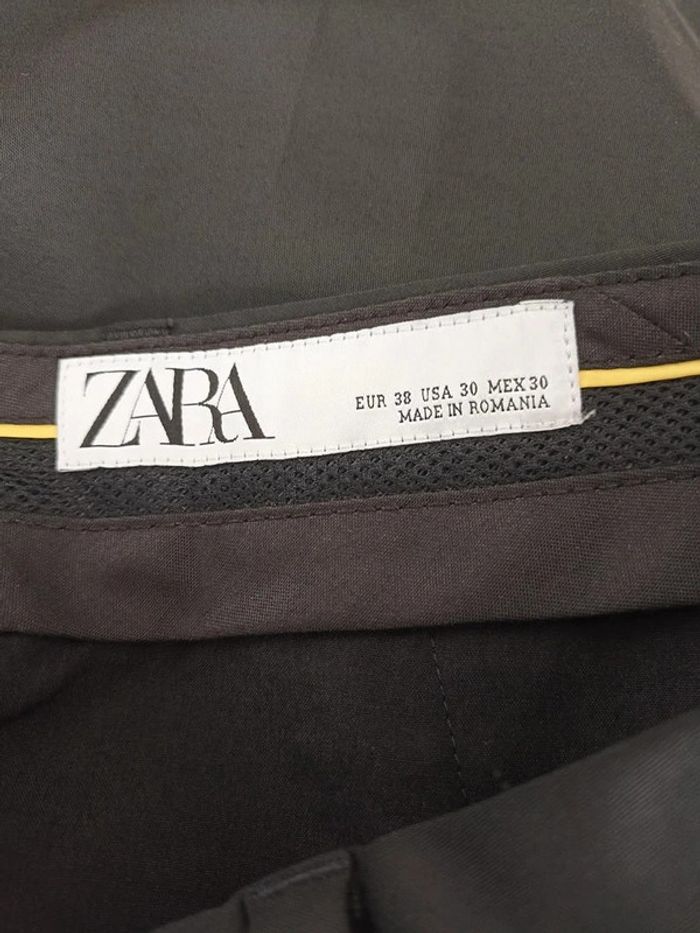 ZARA
EUR 38 USA 30 MEX 30
MADE IN ROMANIA